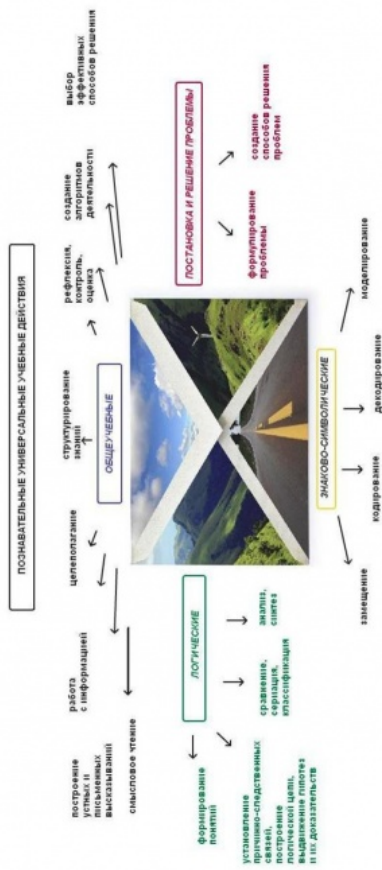 ПОЗНАВАТЕЛЬНЫЕ УНИВЕРСАЛЬНЫЕ УЧЕБНЫЕ ДЕЙСТВИЯ
построение
устных и
письменных
высказываний
работа
с информацией
целеполагание
структурирование
знаний
рефлексия,
контроль,
оценка
создание
алгоритмов
деятельности
выбор
эффективных
способов решения
смысловое чтение
ОБЩЕУЧЕБНЫЕ
ЛОГИЧЕСКИЕ
формирование
понятий
установление
причинно-следственных
связей,
построение
логической цепи,
выдвижение гипотез
и их доказательств
сравнение,
сериация,
классификация
анализ,
синтез
ПОСТАНОВКА И РЕШЕНИЕ ПРОБЛЕМЫ
формулирование
проблемы
создание
способов решения
проблем
ЗНАКОВО-СИМВОЛИЧЕСКИЕ
замещение
кодирование
декодирование
моделирование